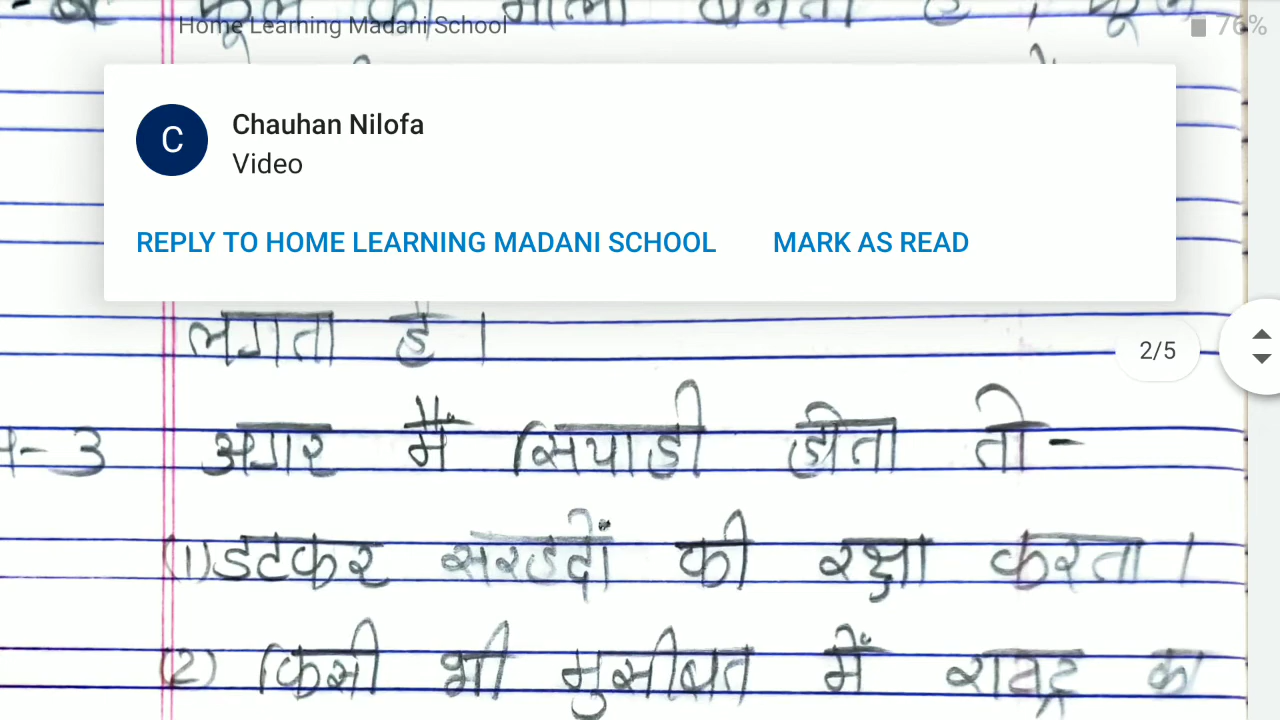 फूल की माला बनती है, फूल
Home Learning Madani School
76%
C
Chauhan Nilofa
Video
REPLY TO HOME LEARNING MADANI SCHOOL MARK AS READ
लगता है।
2/5
3 अगर मैं सिपाही होता तो-
(1) डटकर सरहदों की रक्षा करता।
(2) किसी भी मुसीबत में